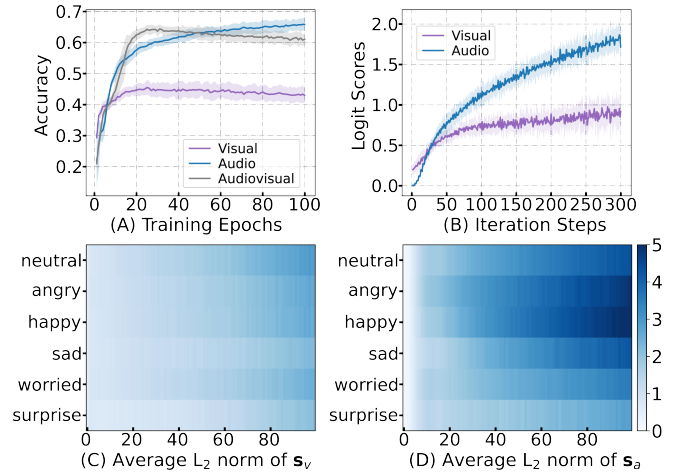 0.7
0.6
0.5
0.4
0.3
0.2
Accuracy
Visual
Audio
Audiovisual
0 20 40 60 80 100
(A) Training Epochs
2.0
1.5
1.0
0.5
0.0
Logit Scores
Visual
Audio
0 50 100 150 200 250 300
(B) Iteration Steps
neutral
angry
happy
sad
worried
surprise
0 20 40 60 80
(C) Average L₂ norm of sᵥ
neutral
angry
happy
sad
worried
surprise
0 20 40 60 80
(D) Average L₂ norm of sₐ
5
4
3
2
1
0